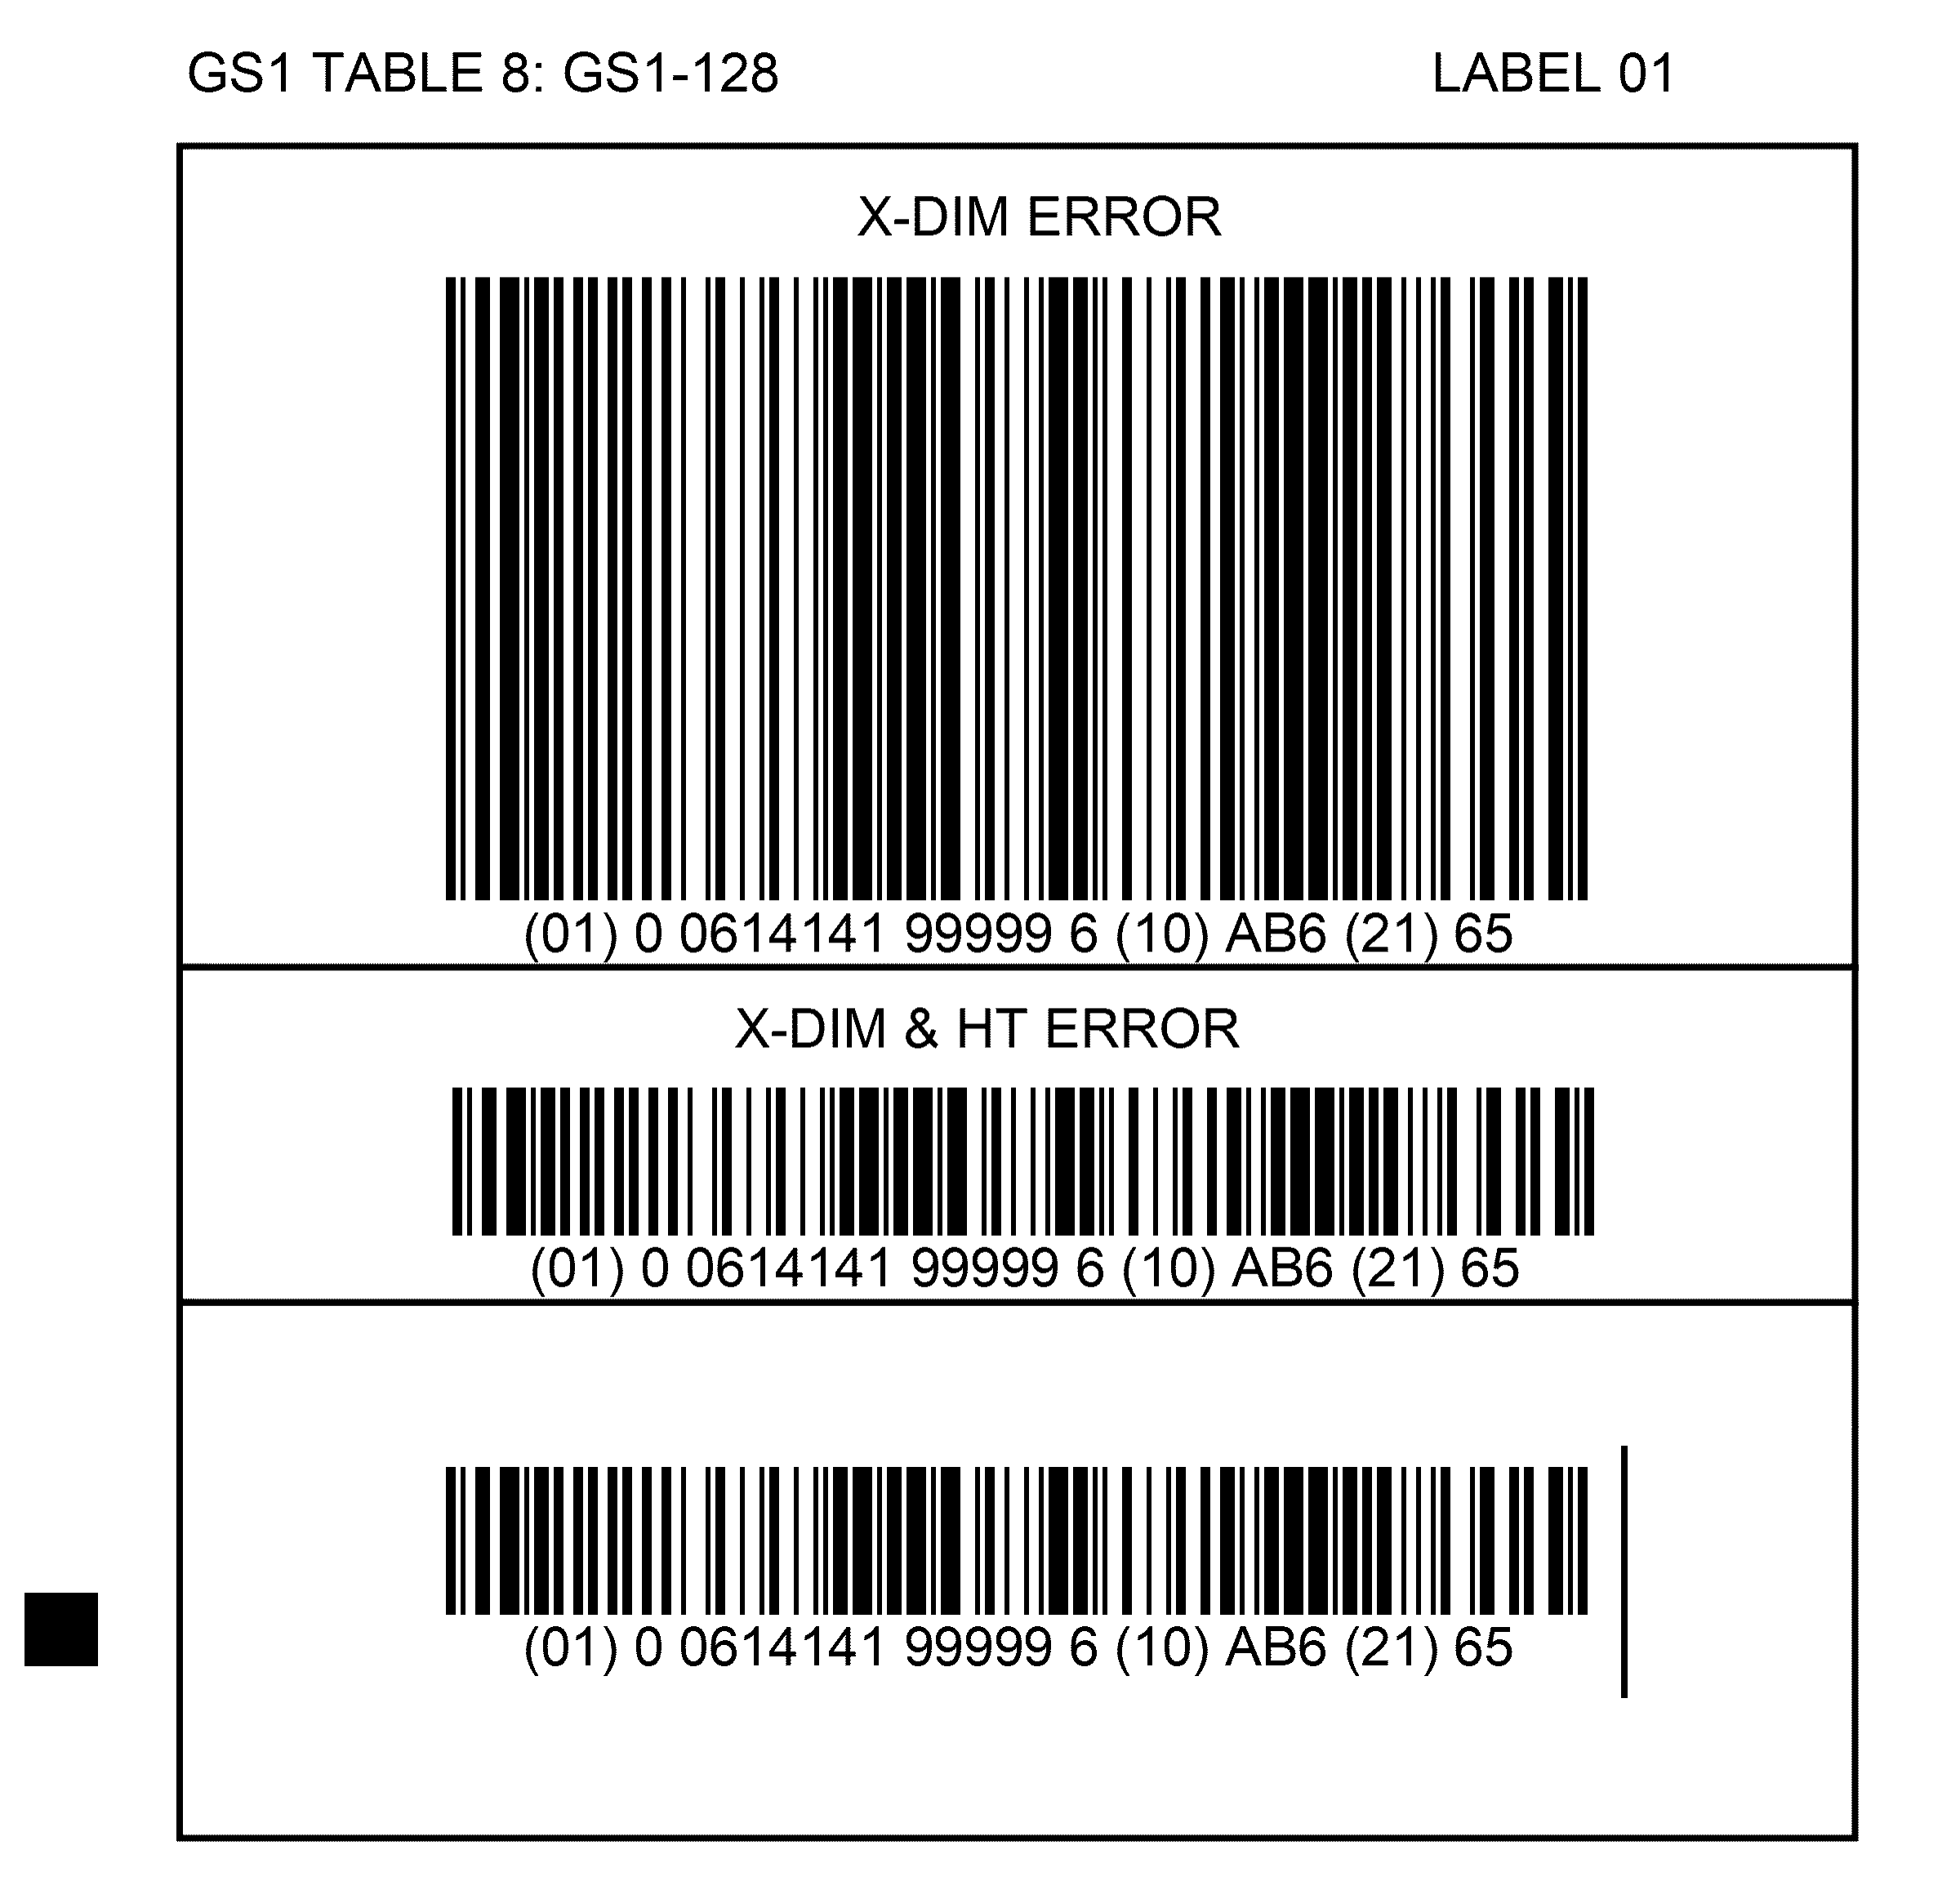 GS1 TABLE 8: GS1-128 LABEL 01
X-DIM ERROR
(01) 0 0614141 99999 6 (10) AB6 (21) 65
X-DIM & HT ERROR
(01) 0 0614141 99999 6 (10) AB6 (21) 65
(01) 0 0614141 99999 6 (10) AB6 (21) 65